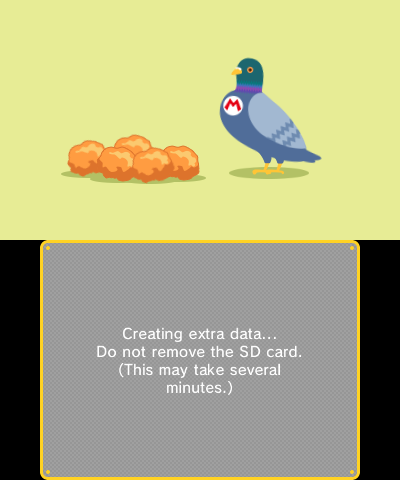 M
Creating extra data...
Do not remove the SD card.
(This may take several
minutes.)